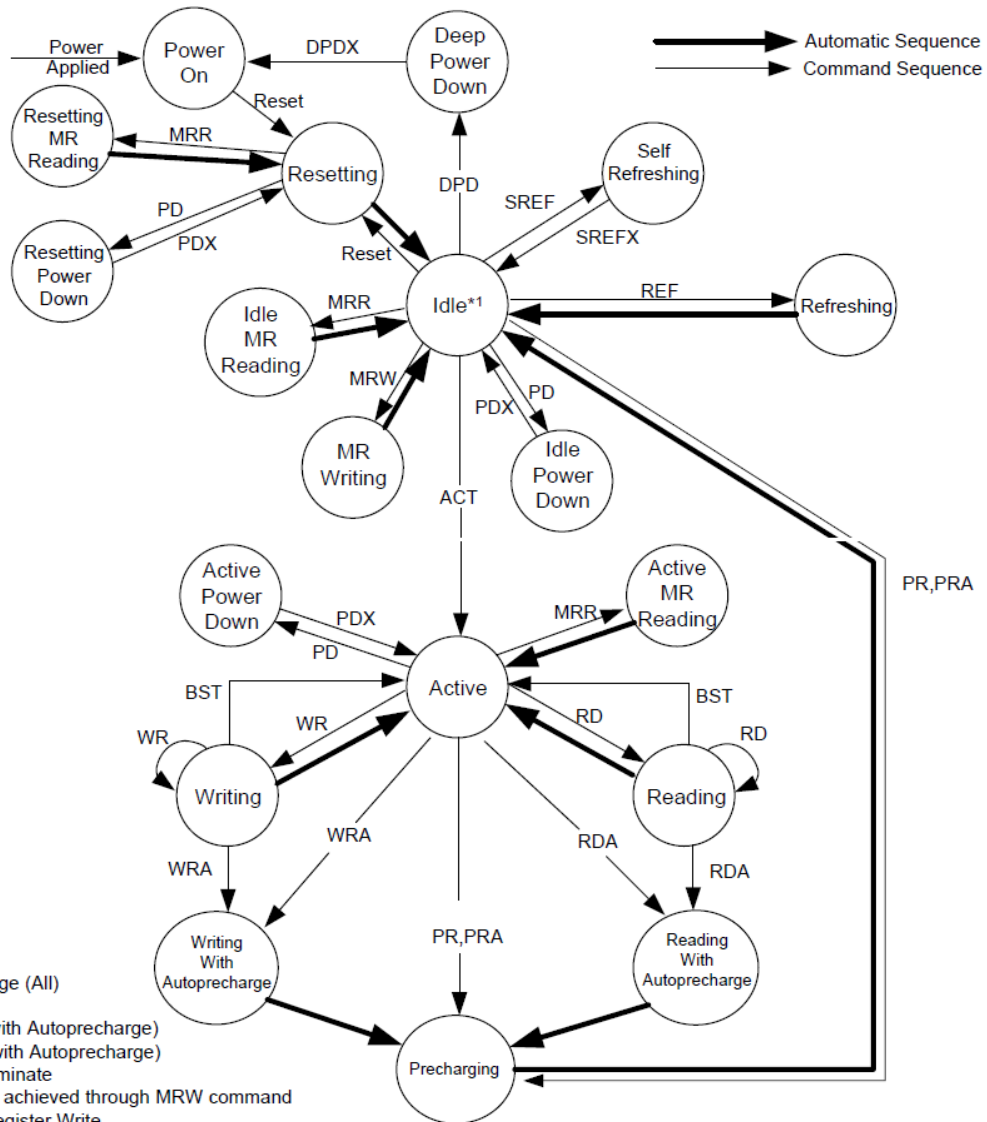 Power
Applied
Power
On
DPDX
Deep
Power
Down
Automatic Sequence
Command Sequence
Reset
Resetting
MR
Reading
MRR
Resetting
DPD
SREF
Self
Refreshing
SREFX
PD
PDX
Resetting
Power
Down
Reset
Idle*1
REF
Refreshing
Idle
MR
Reading
MRR
MRW
PD
PDX
MR
Writing
Idle
Power
Down
ACT
PR,PRA
Active
Power
Down
PDX
PD
Active
MR
Reading
MRR
Active
BST
BST
WR
RD
WR
RD
Writing
Reading
WRA
WRA
RDA
RDA
Writing
With
Autoprecharge
PR,PRA
Reading
With
Autoprecharge
Precharging
ge (All)
with Autoprecharge)
with Autoprecharge)
minate
achieved through MRW command
egister Write